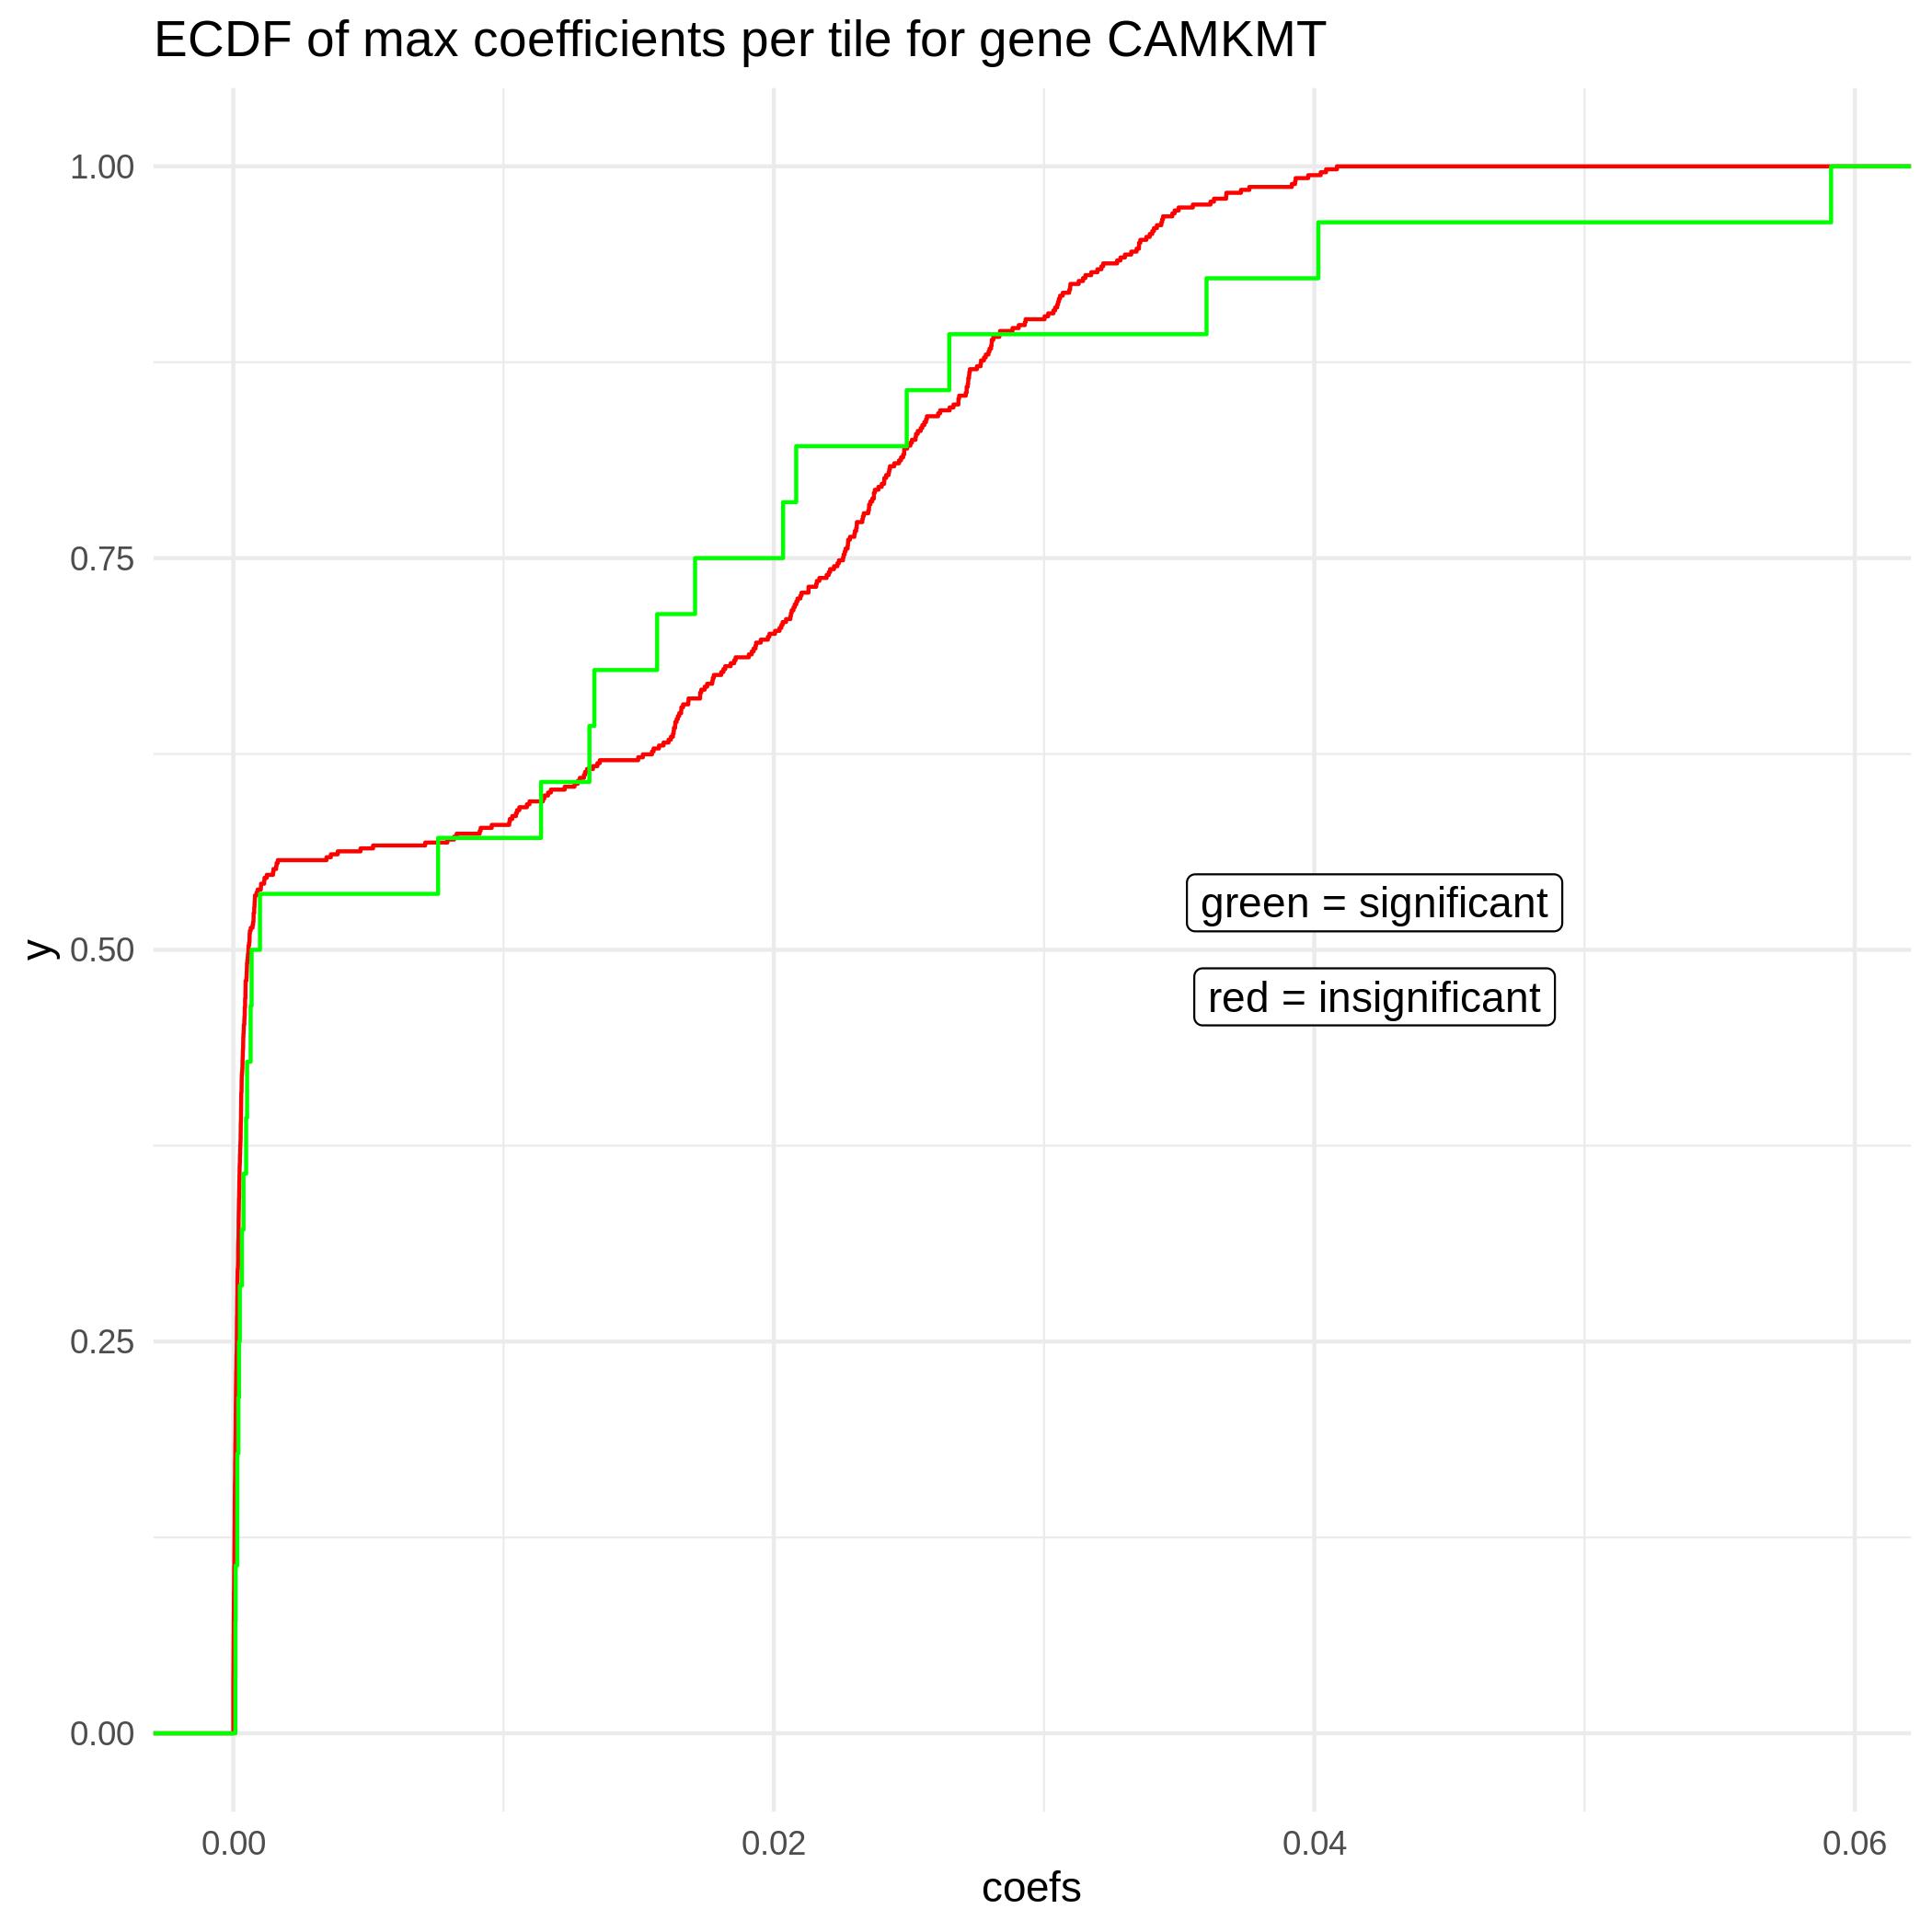 ECDF of max coefficients per tile for gene CAMKMT
1.00
0.75
0.50
0.25
0.00
y
green = significant
red = insignificant
0.00 0.02 0.04 0.06
coefs